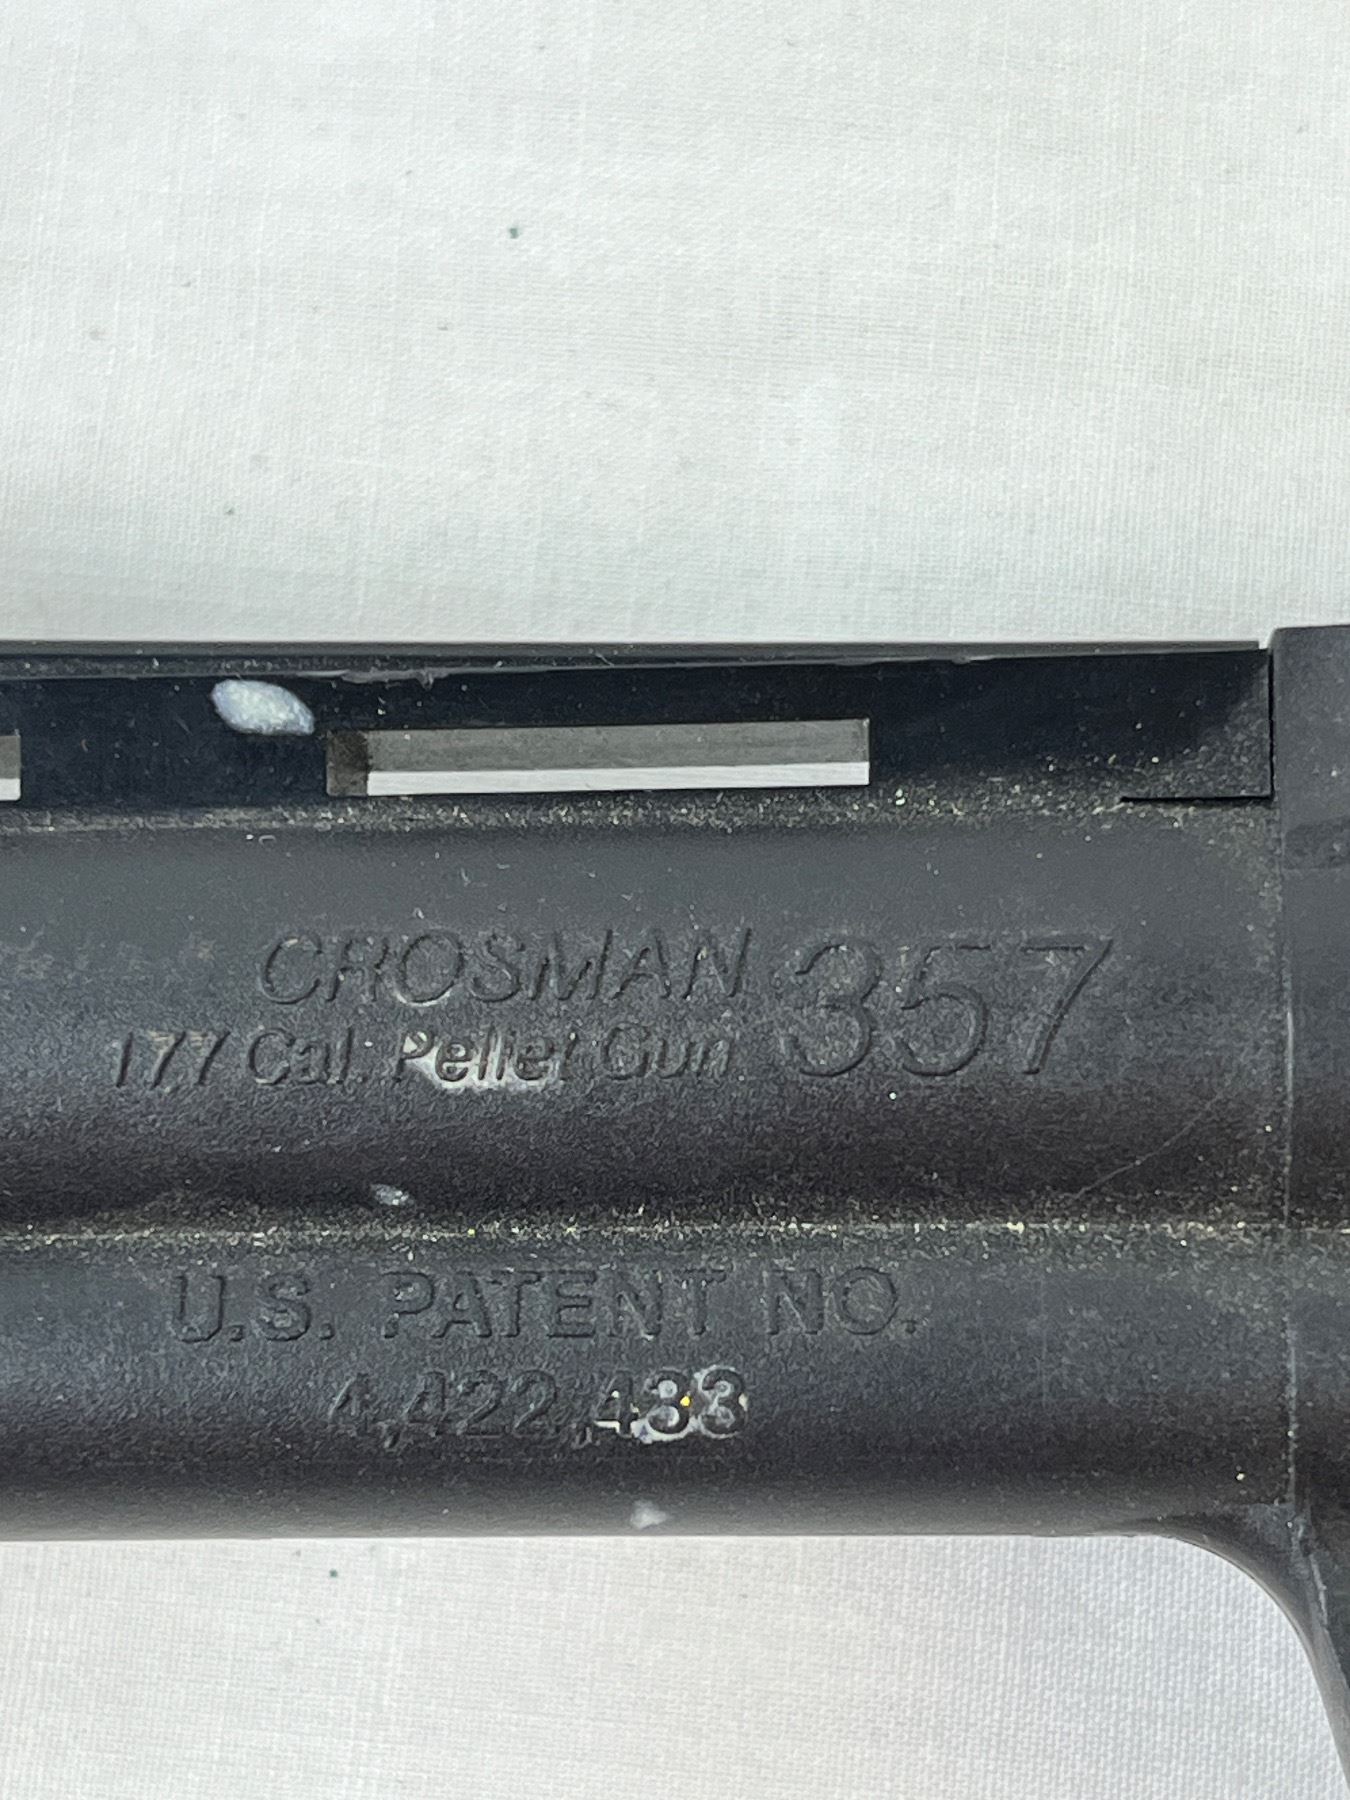 CROSMAN 357
177 Cal. Pellet Gun
U.S. PATENT NO.
4,422,433